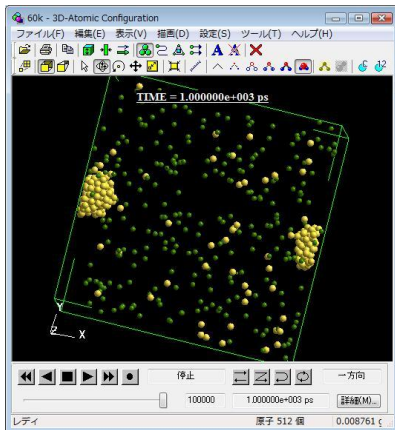 60k - 3D-Atomic Configuration
ファイル(F) 編集(E) 表示(V) 描画(D) 設定(S) ツール(T) ヘルプ(H)
A A
12
TIME = 1.000000e+003 ps
Y
Z X
停止 一方向
100000 1.000000e+003 ps 詳細(M)...
レディ 原子 512 個 0.008761